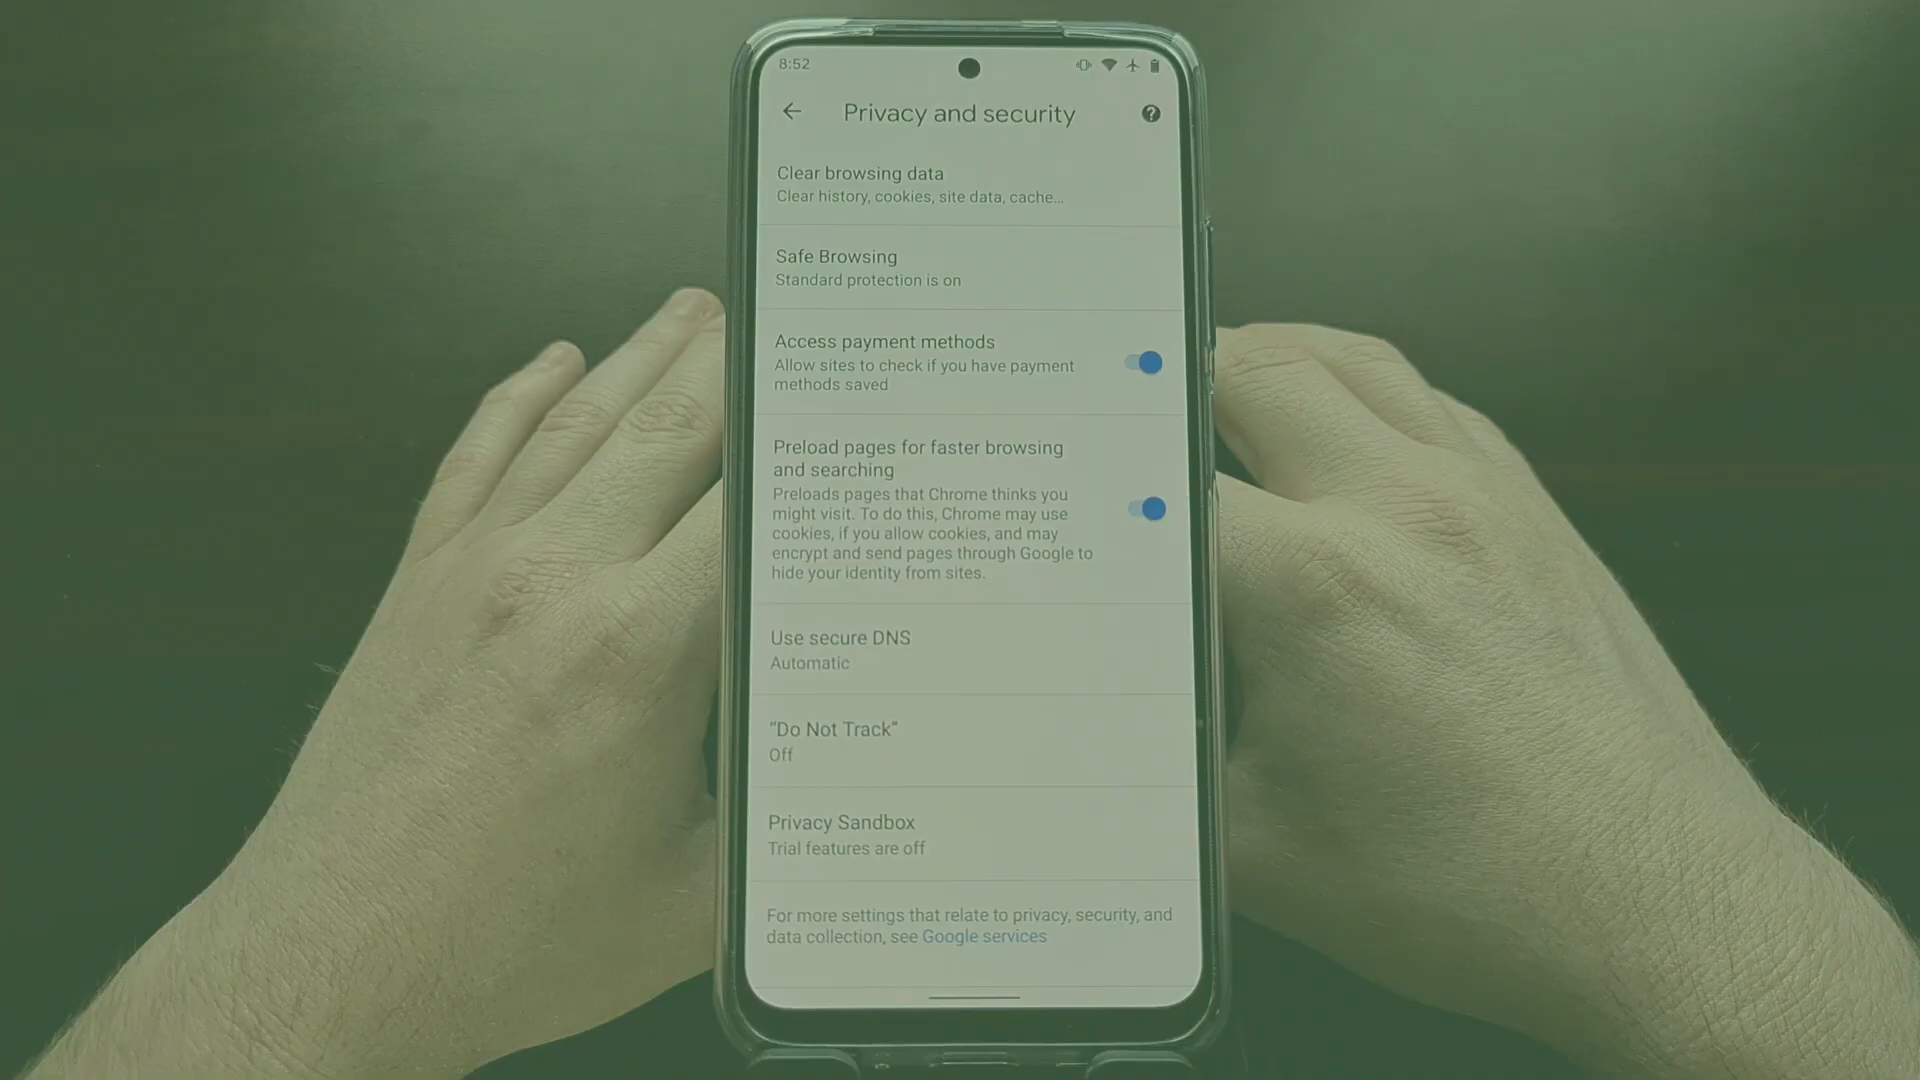 8:52
Privacy and security
Clear browsing data
Clear history, cookies, site data, cache...
Safe Browsing
Standard protection is on
Access payment methods
Allow sites to check if you have payment
methods saved
Preload pages for faster browsing
and searching
Preloads pages that Chrome thinks you
might visit. To do this, Chrome may use
cookies, if you allow cookies, and may
encrypt and send pages through Google to
hide your identity from sites.
Use secure DNS
Automatic
“Do Not Track”
Off
Privacy Sandbox
Trial features are off
For more settings that relate to privacy, security, and
data collection, see Google services